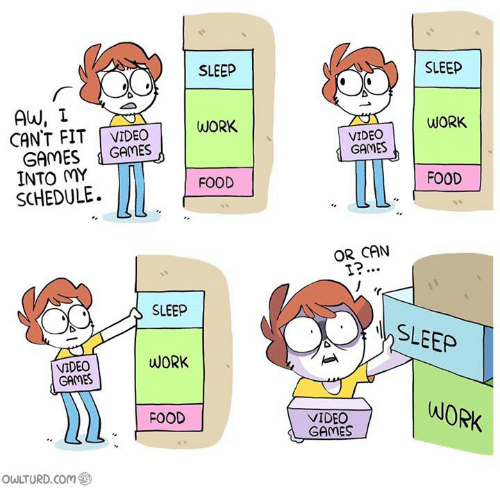 AW, I
CAN'T FIT
GAMES
INTO MY
SCHEDULE.
VIDEO
GAMES
SLEEP
WORK
FOOD
VIDEO
GAMES
SLEEP
WORK
FOOD
VIDEO
GAMES
SLEEP
WORK
FOOD
OR CAN
I?...
VIDEO
GAMES
SLEEP
WORK
OWLTURD.COM